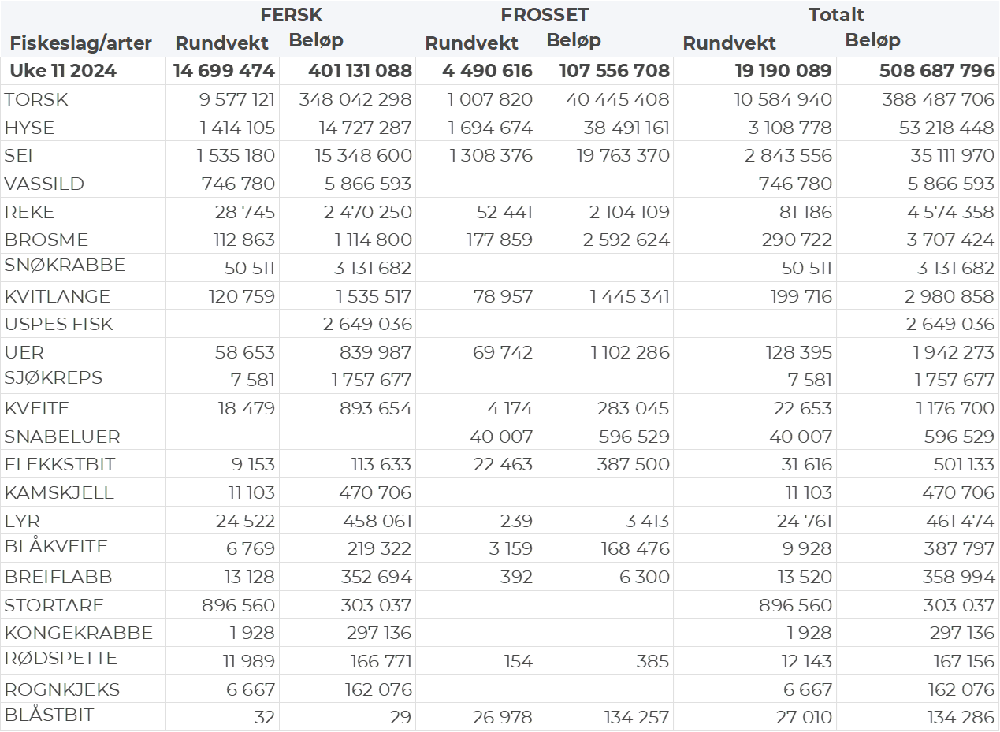 FERSK FROSSET Totalt
Fiskeslag/arter Rundvekt Beløp Rundvekt Beløp Rundvekt Beløp
Uke 11 2024 14 699 474 401 131 088 4 490 616 107 556 708 19 190 089 508 687 796
TORSK 9 577 121 348 042 298 1 007 820 40 445 408 10 584 940 388 487 706
HYSE 1 414 105 14 727 287 1 694 674 38 491 161 3 108 778 53 218 448
SEI 1 535 180 15 348 600 1 308 376 19 763 370 2 843 556 35 111 970
VASSILD 746 780 5 866 593 746 780 5 866 593
REKE 28 745 2 470 250 52 441 2 104 109 81 186 4 574 358
BROSME 112 863 1 114 800 177 859 2 592 624 290 722 3 707 424
SNØKRABBE 50 511 3 131 682 50 511 3 131 682
KVITLANGE 120 759 1 535 517 78 957 1 445 341 199 716 2 980 858
USPES FISK 2 649 036 2 649 036
UER 58 653 839 987 69 742 1 102 286 128 395 1 942 273
SJØKREPS 7 581 1 757 677 7 581 1 757 677
KVEITE 18 479 893 654 4 174 283 045 22 653 1 176 700
SNABELUER 40 007 596 529 40 007 596 529
FLEKKSTBIT 9 153 113 633 22 463 387 500 31 616 501 133
KAMSKJELL 11 103 470 706 11 103 470 706
LYR 24 522 458 061 239 3 413 24 761 461 474
BLÅKVEITE 6 769 219 322 3 159 168 476 9 928 387 797
BREIFLABB 13 128 352 694 392 6 300 13 520 358 994
STORTARE 896 560 303 037 896 560 303 037
KONGEKRABBE 1 928 297 136 1 928 297 136
RØDSPETTE 11 989 166 771 154 385 12 143 167 156
ROGNKJEKS 6 667 162 076 6 667 162 076
BLÅSTBIT 32 29 26 978 134 257 27 010 134 286